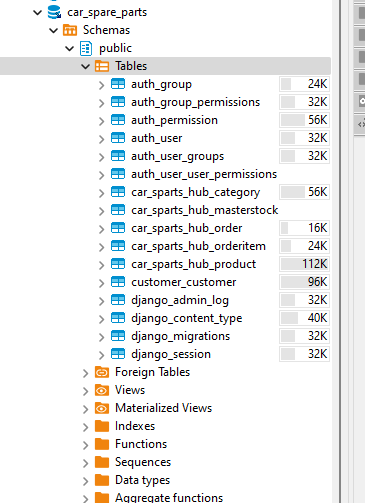 car_spare_parts
Schemas
public
Tables
auth_group 24K
auth_group_permissions 32K
auth_permission 56K
auth_user 32K
auth_user_groups 32K
auth_user_user_permissions
car_sparts_hub_category 56K
car_sparts_hub_masterstock
car_sparts_hub_order 16K
car_sparts_hub_orderitem 24K
car_sparts_hub_product 112K
customer_customer 96K
django_admin_log 32K
django_content_type 40K
django_migrations 32K
django_session 32K
Foreign Tables
Views
Materialized Views
Indexes
Functions
Sequences
Data types
Aggregate functions